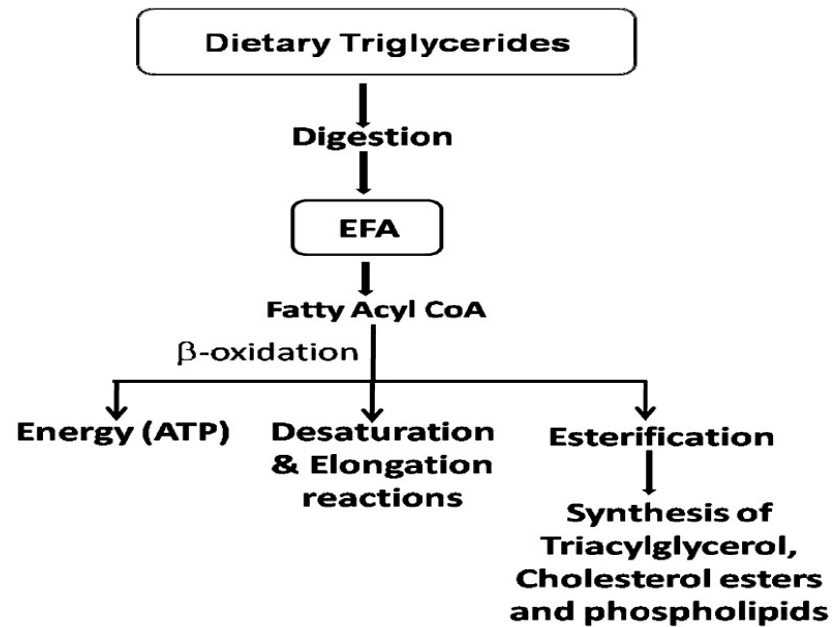 Dietary Triglycerides
Digestion
EFA
Fatty Acyl CoA
β-oxidation
Energy (ATP)
Desaturation
& Elongation
reactions
Esterification
Synthesis of
Triacylglycerol,
Cholesterol esters
and phospholipids